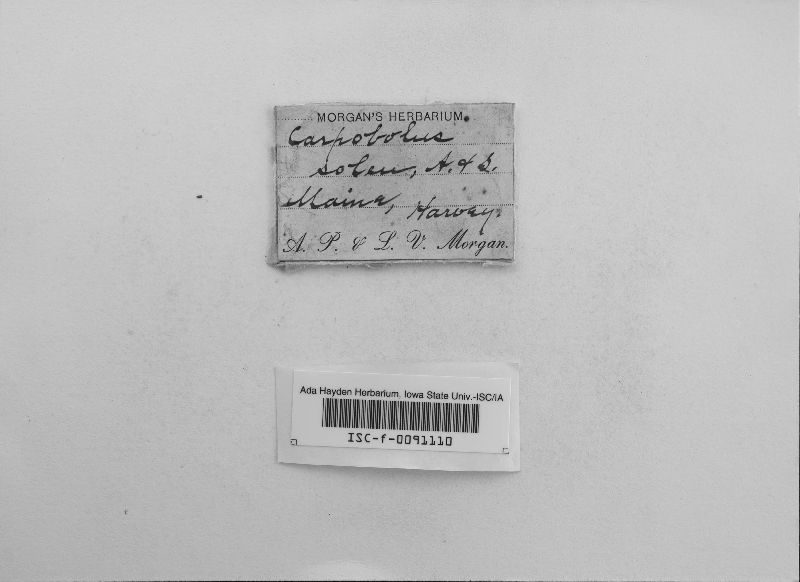 MORGAN'S HERBARIUM.
Carpobolus
solen, A. & S.
Maine, Harvey.
A. P. & L. V. Morgan.
Ada Hayden Herbarium, Iowa State Univ.-ISC/IA
ISC-f-0091110